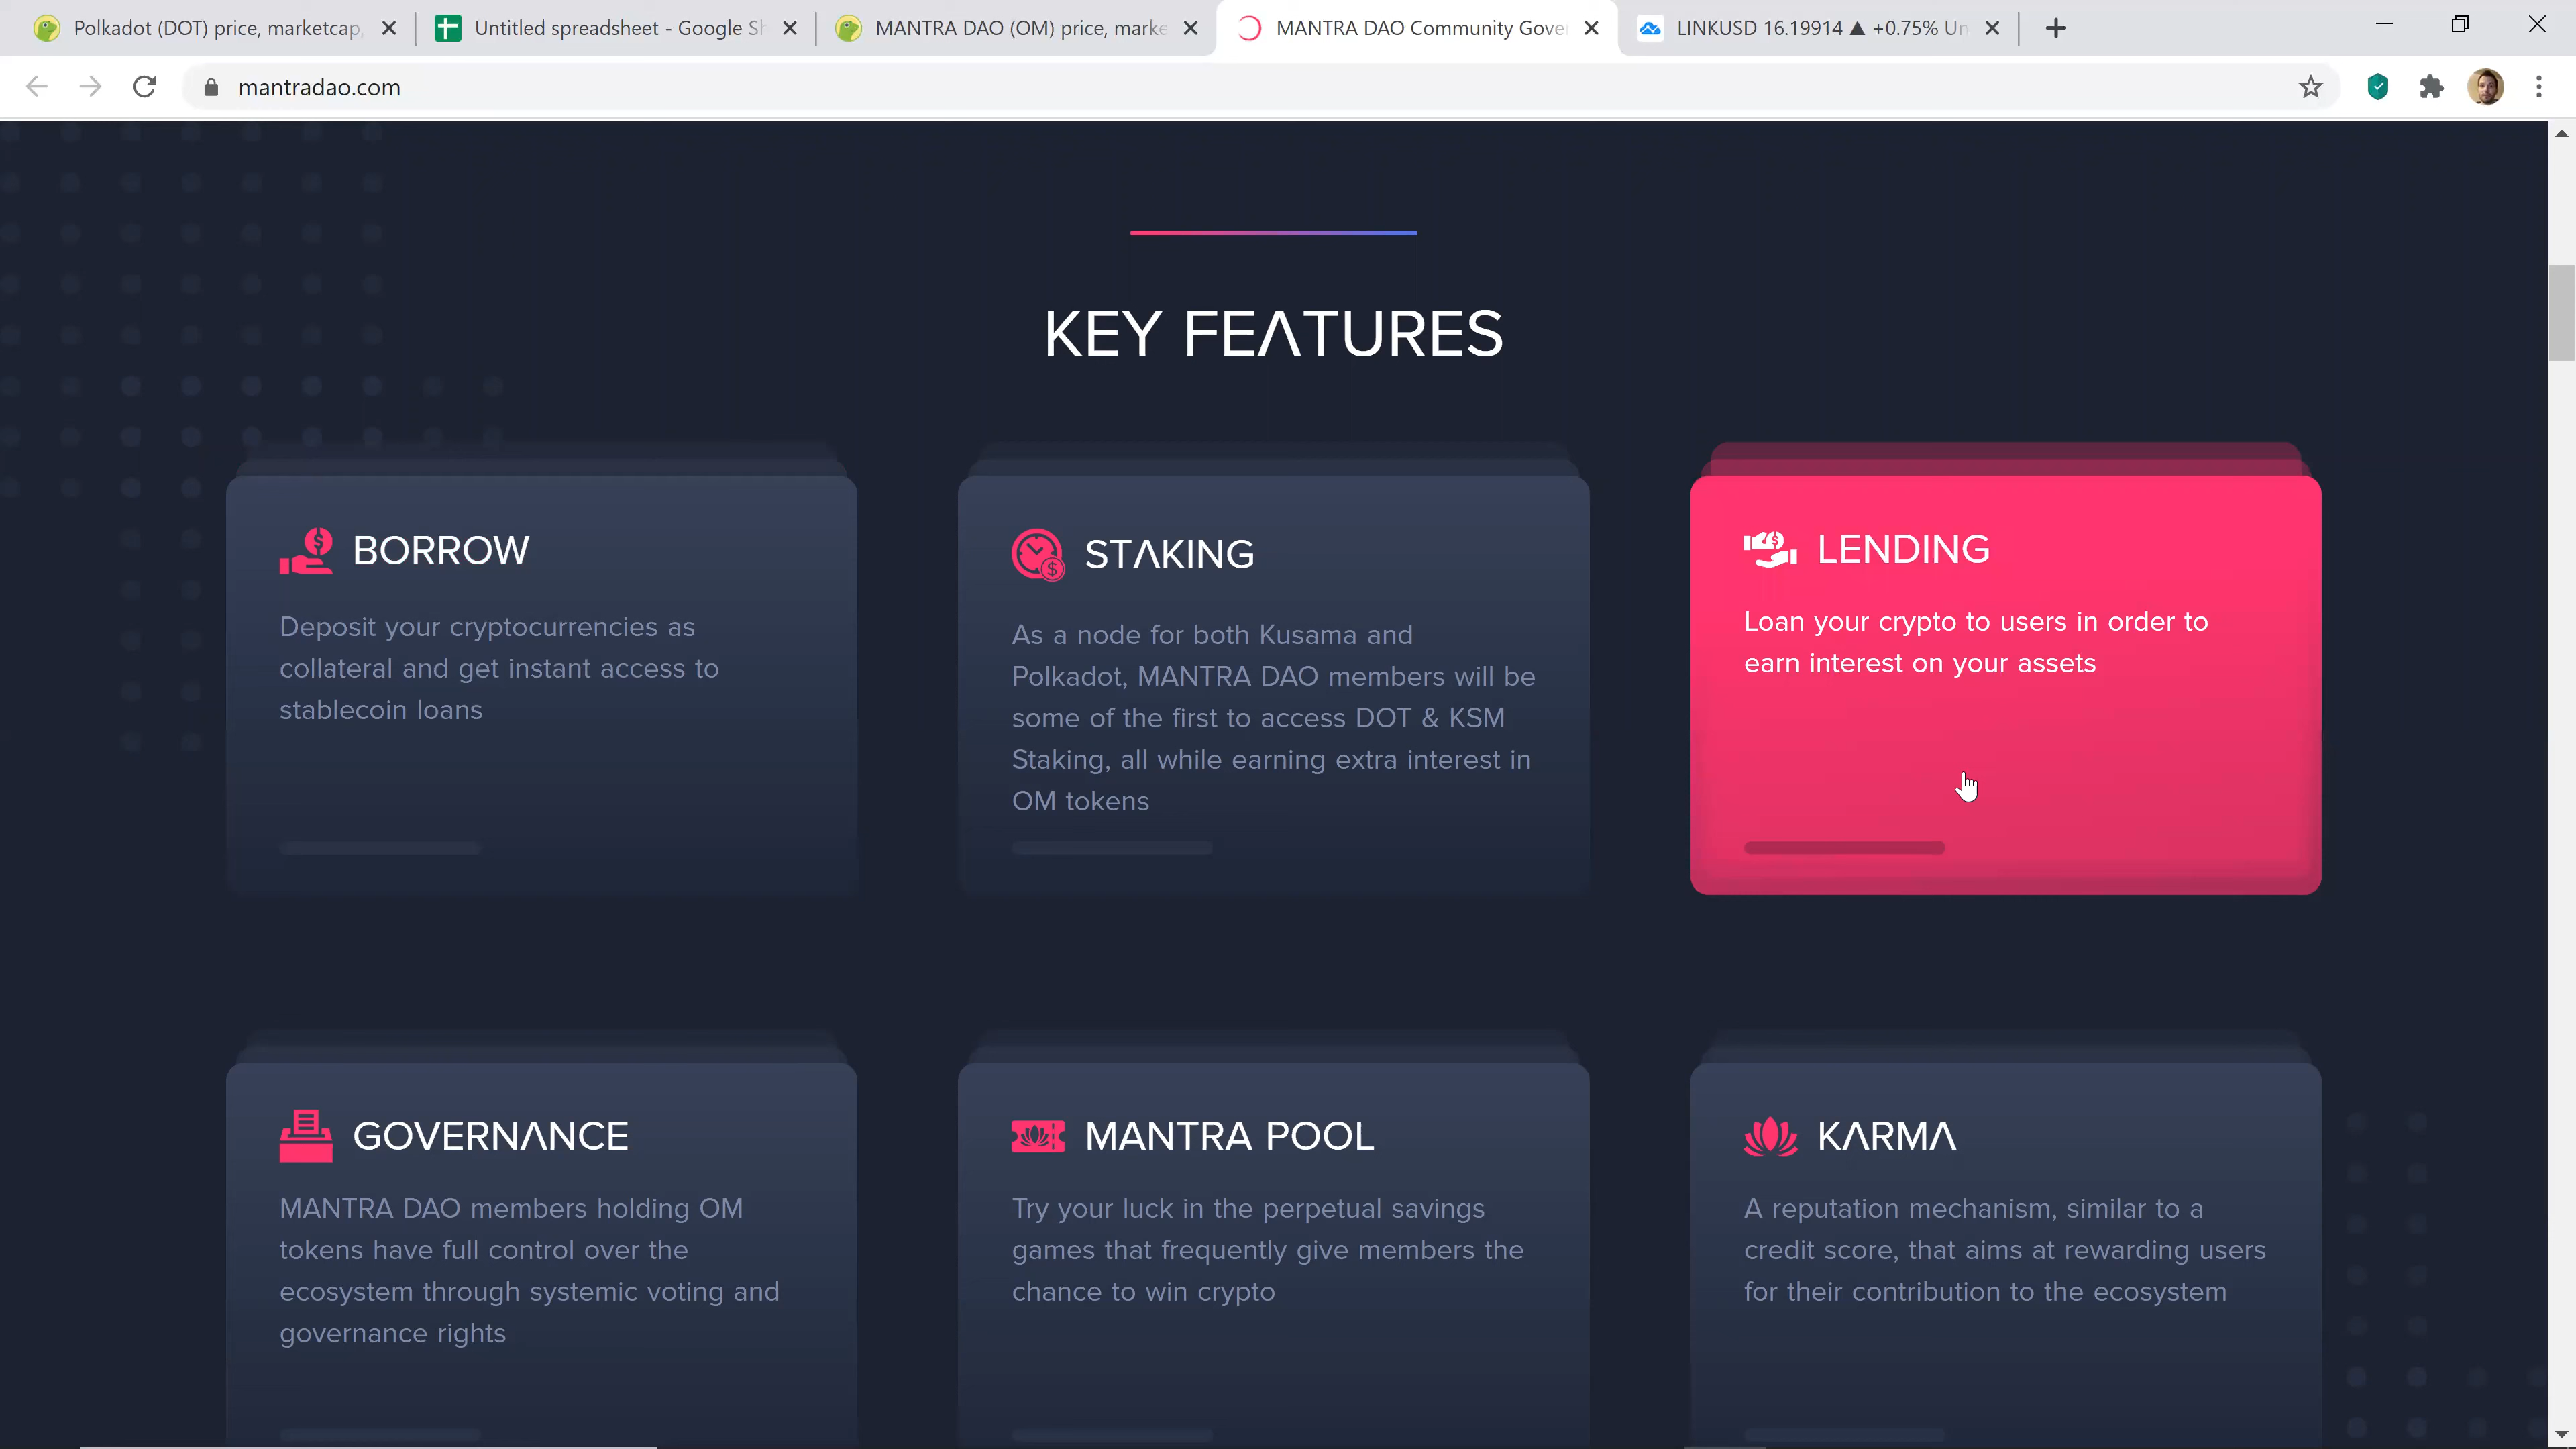 Polkadot (DOT) price, marketcap,
Untitled spreadsheet - Google Sh
MANTRA DAO (OM) price, marke
MANTRA DAO Community Gove
LINKUSD 16.19914 ▲ +0.75% Un
mantradao.com
KEY FEΛTURES
BORROW
Deposit your cryptocurrencies as
collateral and get instant access to
stablecoin loans
STΛKING
As a node for both Kusama and
Polkadot, MANTRA DAO members will be
some of the first to access DOT & KSM
Staking, all while earning extra interest in
OM tokens
LENDING
Loan your crypto to users in order to
earn interest on your assets
GOVERNΛNCE
MANTRA DAO members holding OM
tokens have full control over the
ecosystem through systemic voting and
governance rights
MANTRA POOL
Try your luck in the perpetual savings
games that frequently give members the
chance to win crypto
KΛRMΛ
A reputation mechanism, similar to a
credit score, that aims at rewarding users
for their contribution to the ecosystem